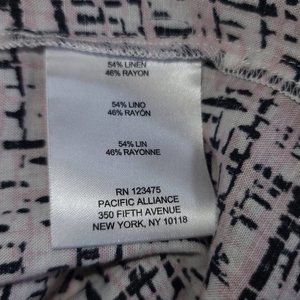 54% LINEN
46% RAYON
54% LINO
46% RAYÓN
54% LIN
46% RAYONNE
RN 123475
PACIFIC ALLIANCE
350 FIFTH AVENUE
NEW YORK, NY 10118